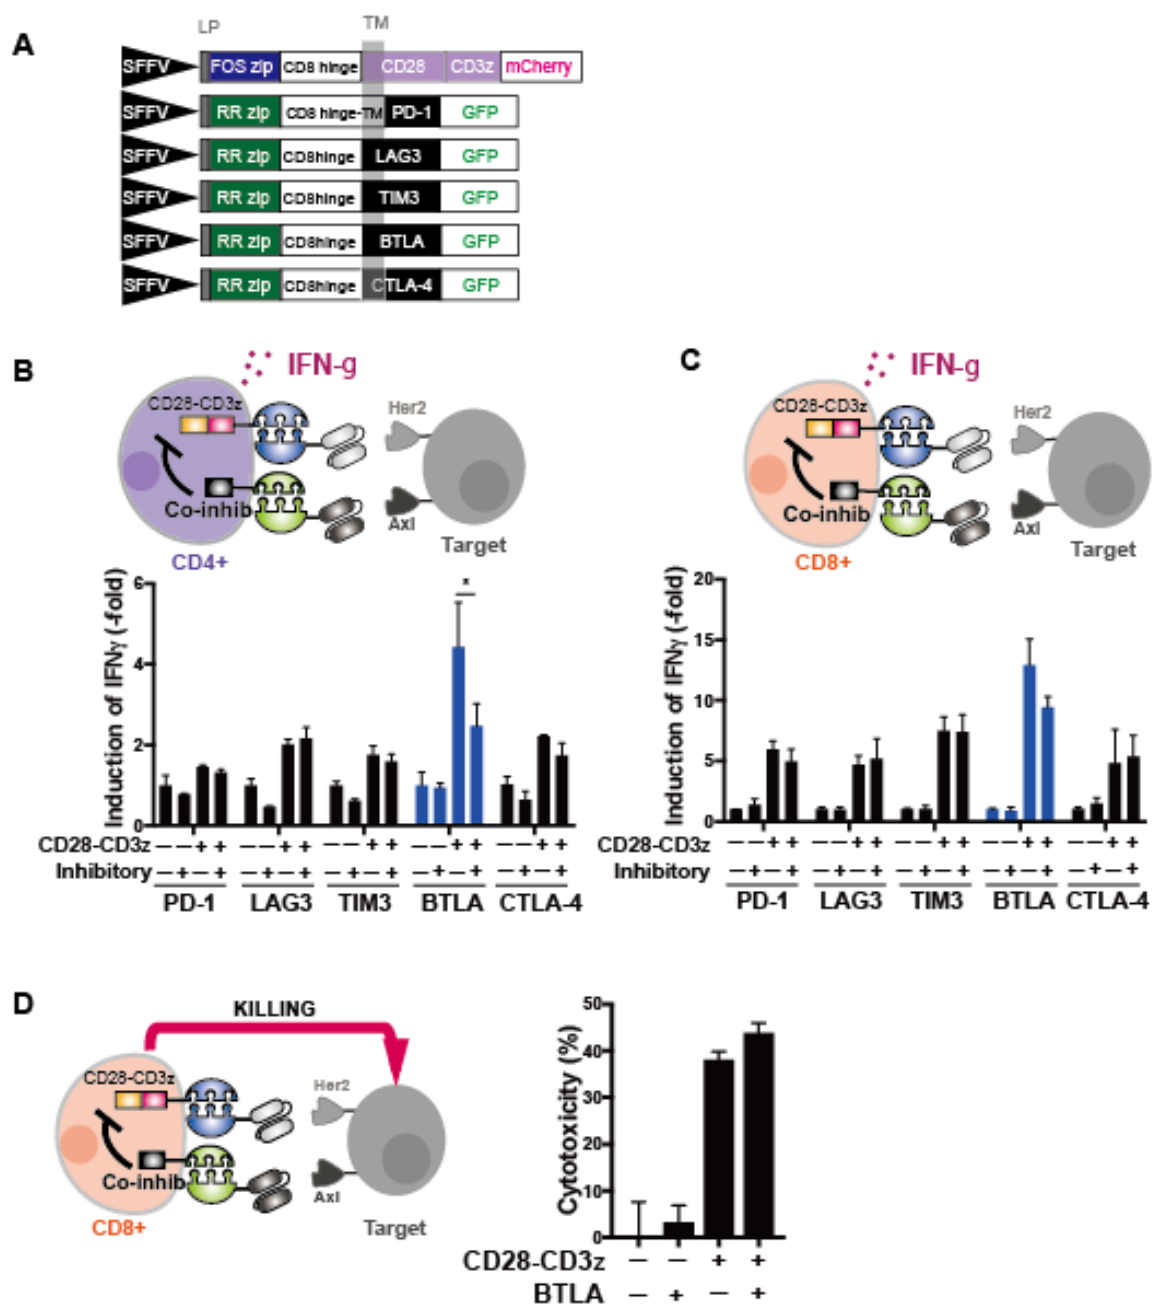 A
LP
TM
SFFV FOS zip CD8 hinge CD28 CD3z mCherry
SFFV RR zip CD8 hinge-TM PD-1 GFP
SFFV RR zip CD8hinge LAG3 GFP
SFFV RR zip CD8hinge TIM3 GFP
SFFV RR zip CD8hinge BTLA GFP
SFFV RR zip CD8hinge CTLA-4 GFP
B
IFN-g
CD28-CD3z
Her2
Co-inhib
Axl
Target
CD4+
Induction of IFNγ (-fold)
6
4
2
0
*
CD28-CD3z − − + + − − + + − − + + − − + + − − + +
Inhibitory − + − + − + − + − + − + − + − + − + − +
PD-1 LAG3 TIM3 BTLA CTLA-4
C
IFN-g
CD28-CD3z
Her2
Co-inhib
Axl
Target
CD8+
Induction of IFNγ (-fold)
20
15
10
5
0
CD28-CD3z − − + + − − + + − − + + − − + + − − + +
Inhibitory − + − + − + − + − + − + − + − + − + − +
PD-1 LAG3 TIM3 BTLA CTLA-4
D
KILLING
CD28-CD3z
Her2
Co-inhib
Axl
Target
CD8+
Cytotoxicity (%)
50
40
30
20
10
0
CD28-CD3z − − + +
BTLA − + − +